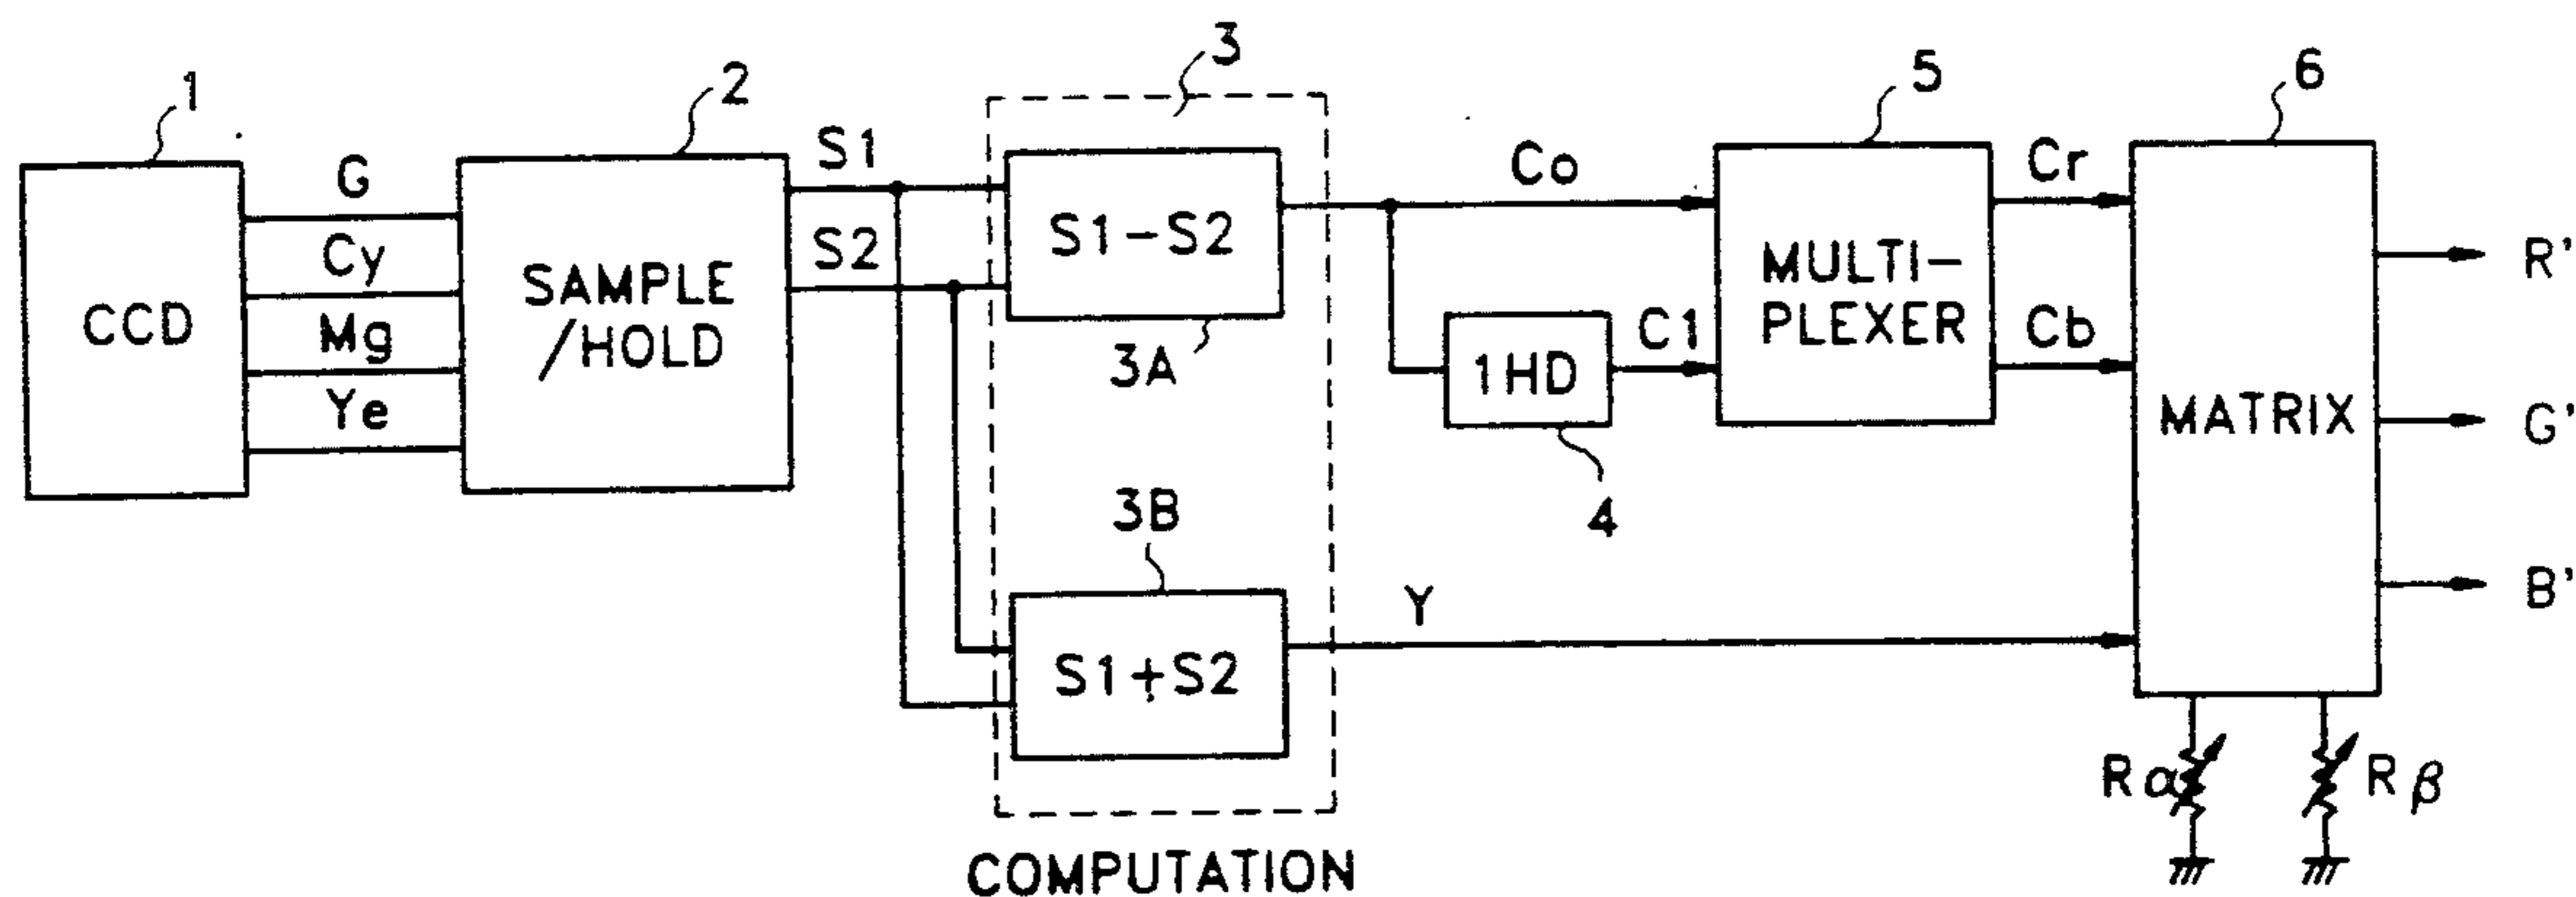 1
2
3
5
6
G
Cy
Mg
Ye
CCD
SAMPLE
/HOLD
S1
S2
S1-S2
3A
3B
S1+S2
COMPUTATION
Co
1HD
4
C1
Y
MULTI-
PLEXER
Cr
Cb
MATRIX
R'
G'
B'
Rα
Rβ